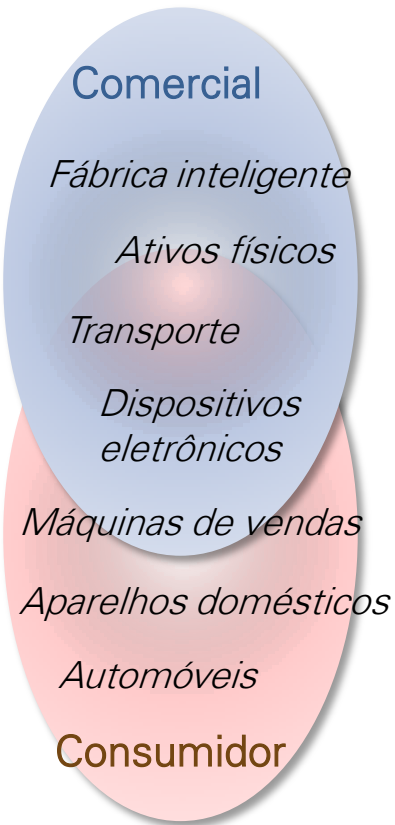 Comercial
Fábrica inteligente
Ativos físicos
Transporte
Dispositivos
eletrônicos
Máquinas de vendas
Aparelhos domésticos
Automóveis
Consumidor